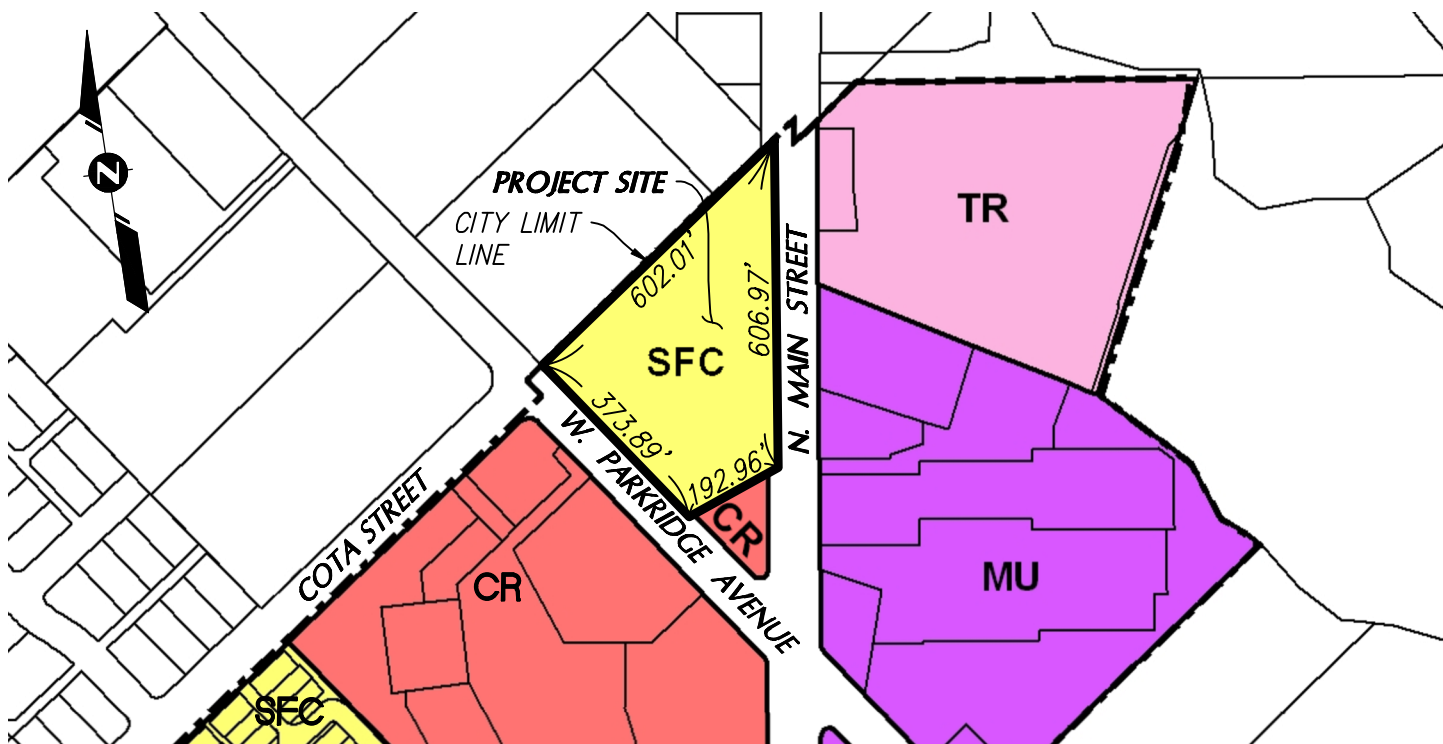 N
PROJECT SITE
CITY LIMIT
LINE
TR
602.01'
606.97'
N. MAIN STREET
SFC
373.89'
192.96'
W. PARKRIDGE AVENUE
CR
COTA STREET
CR
MU
SFC